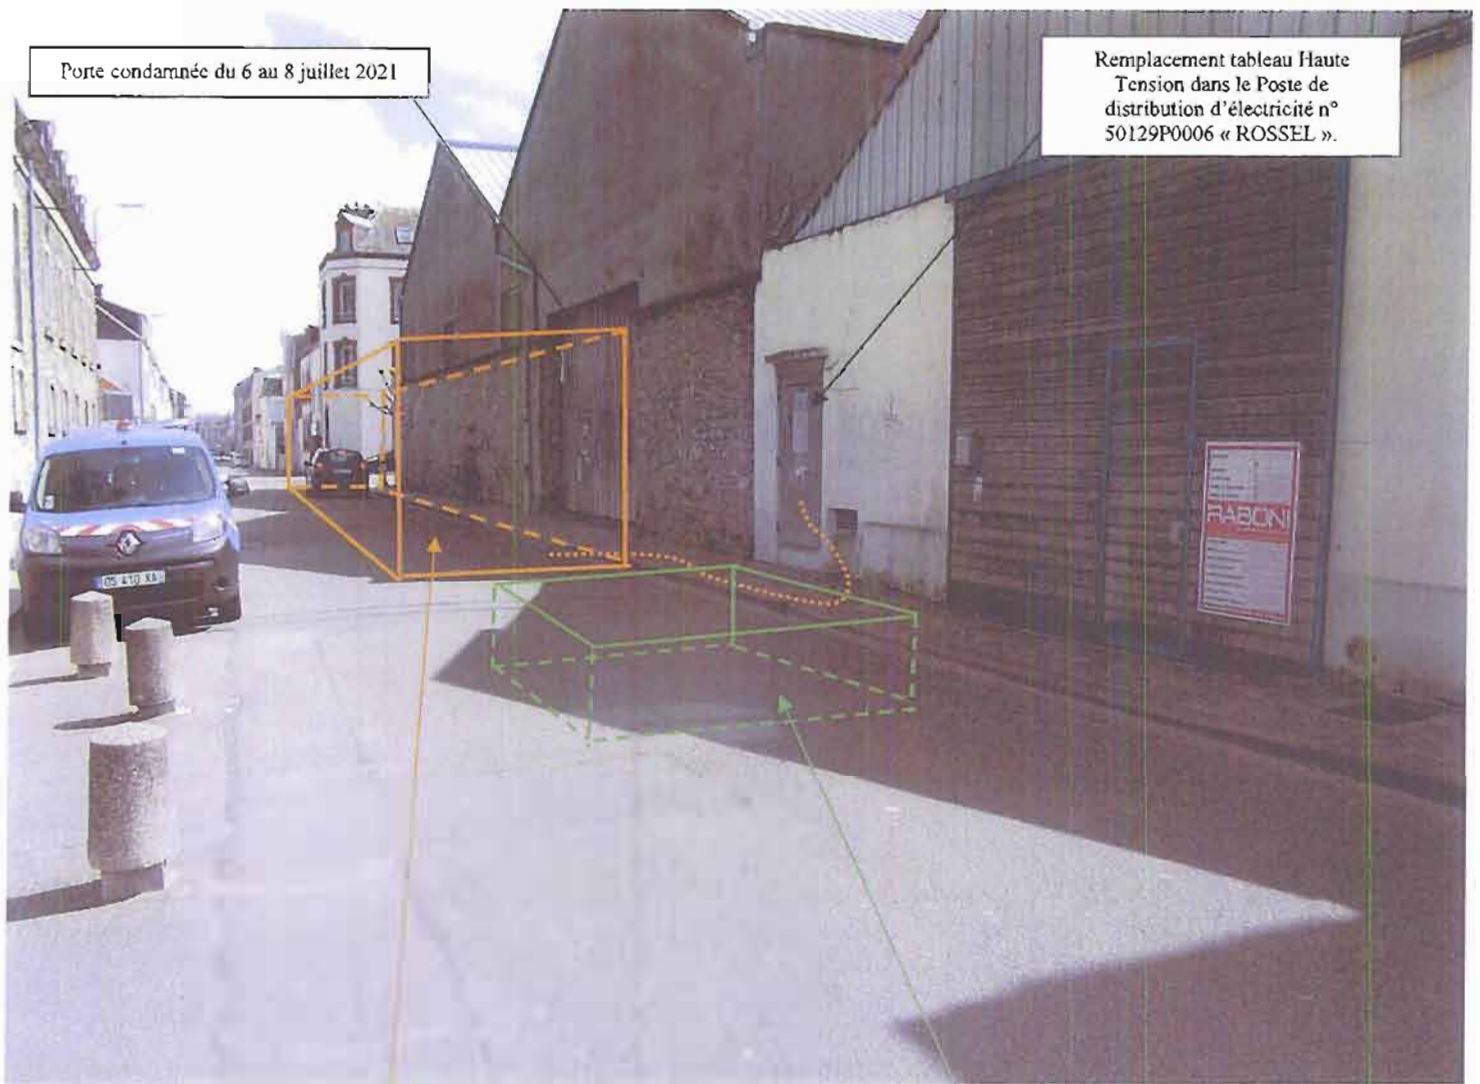 Porte condamnée du 6 au 8 juillet 2021
Remplacement tableau Haute
Tension dans le Poste de
distribution d'électricité n°
50129P0006 « ROSSEL ».
RABONI